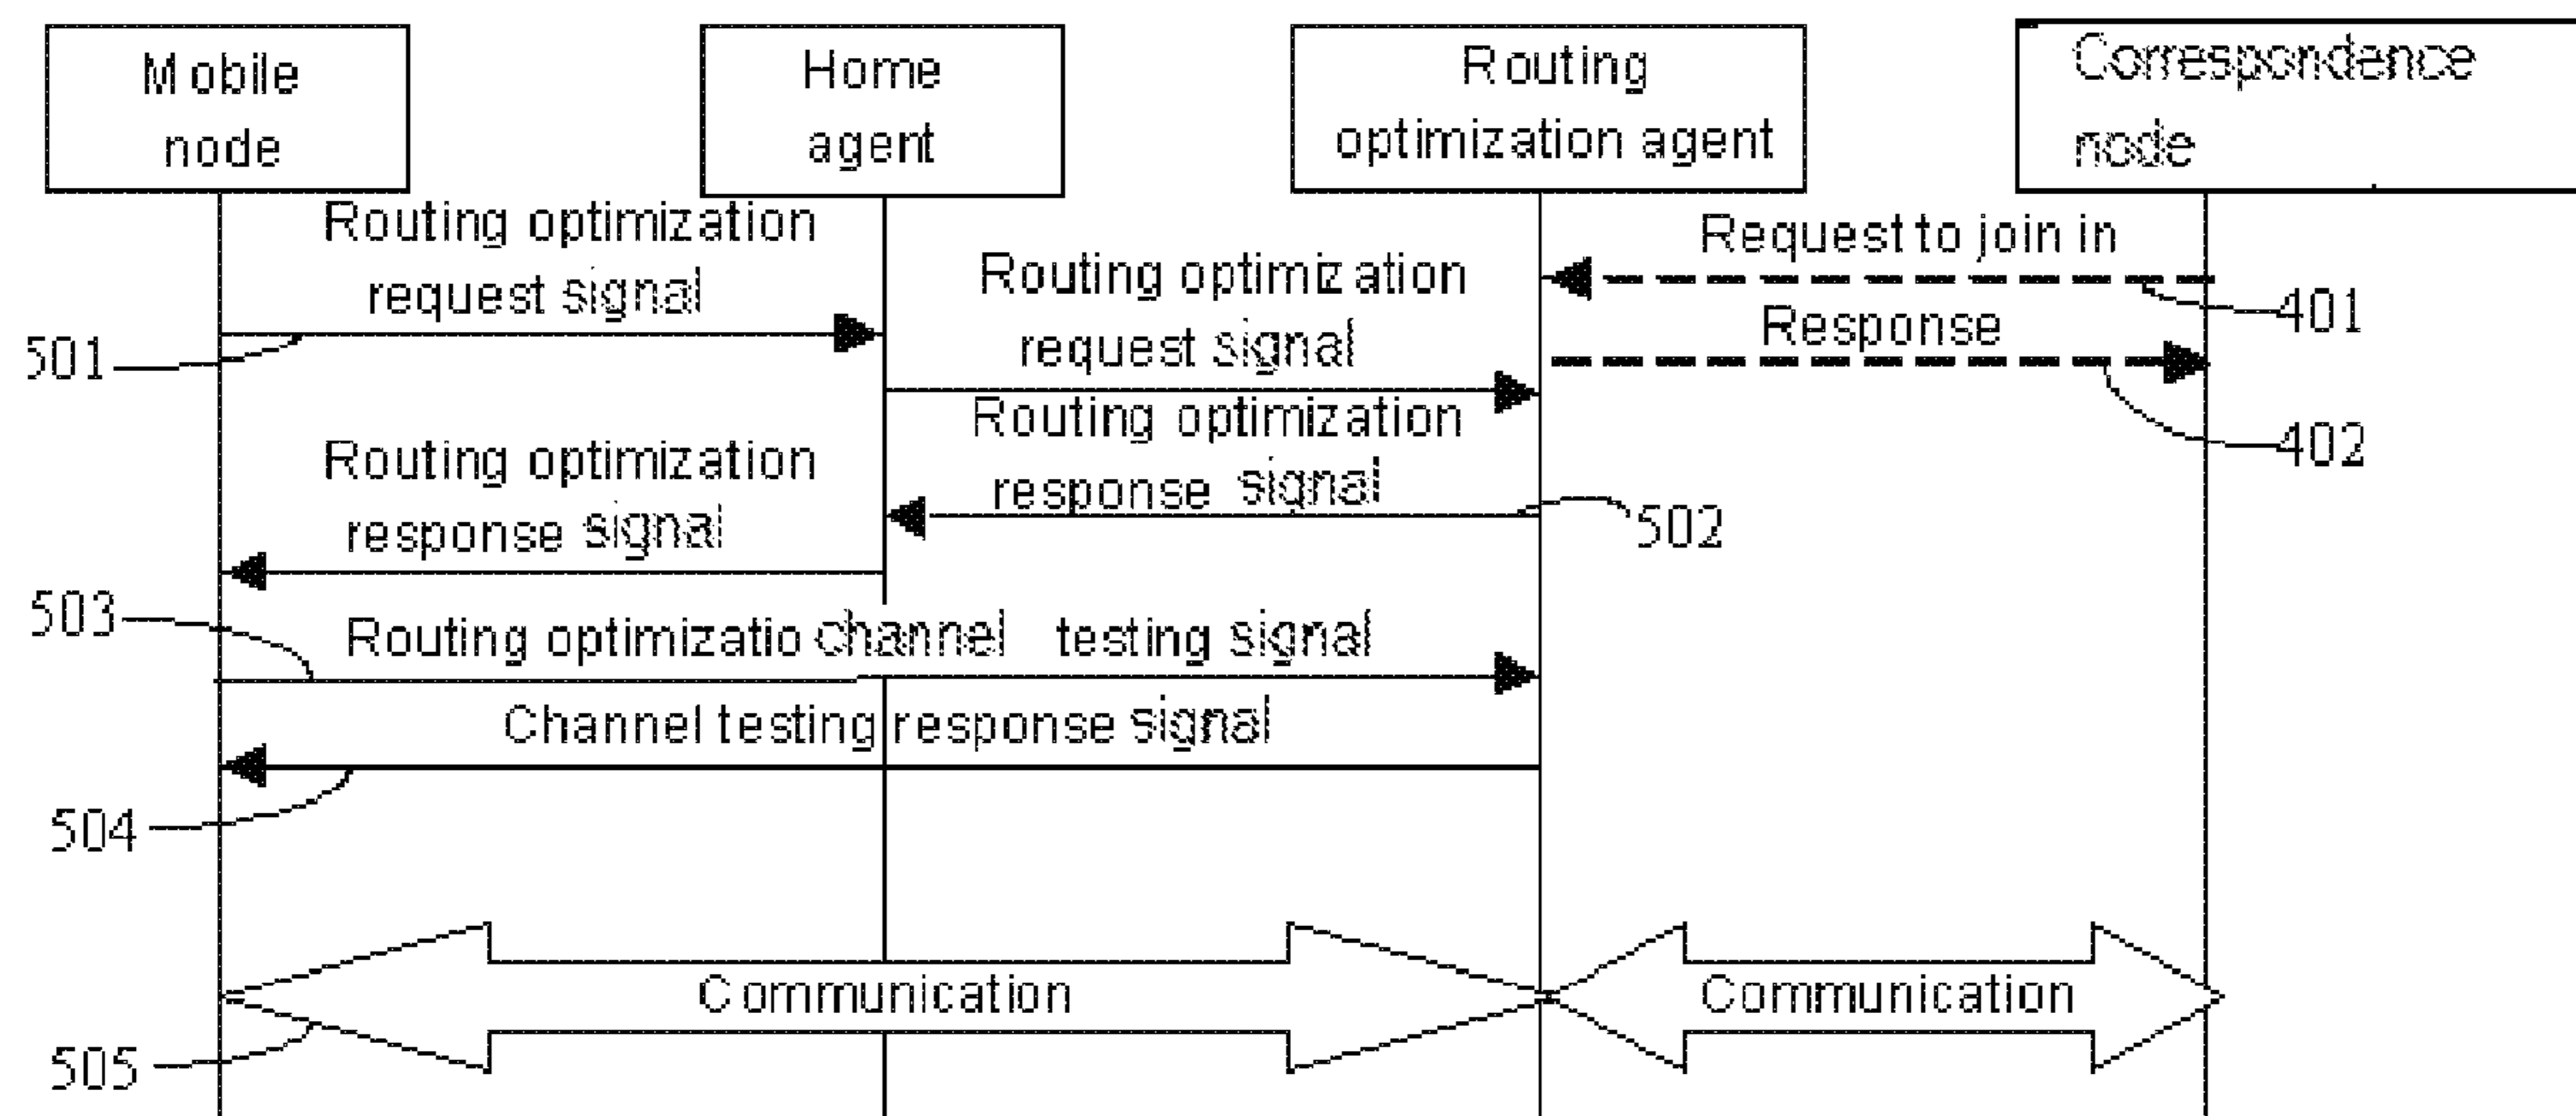 Mobile
node
Home
agent
Routing
optimization agent
Correspondence
node
Routing optimization
request signal
501
Routing optimization
request signal
Request to join in
401
Response
402
Routing optimization
response signal
502
Routing optimization
response signal
503
Routing optimizatio channel testing signal
Channel testing response signal
504
Communication
Communication
505